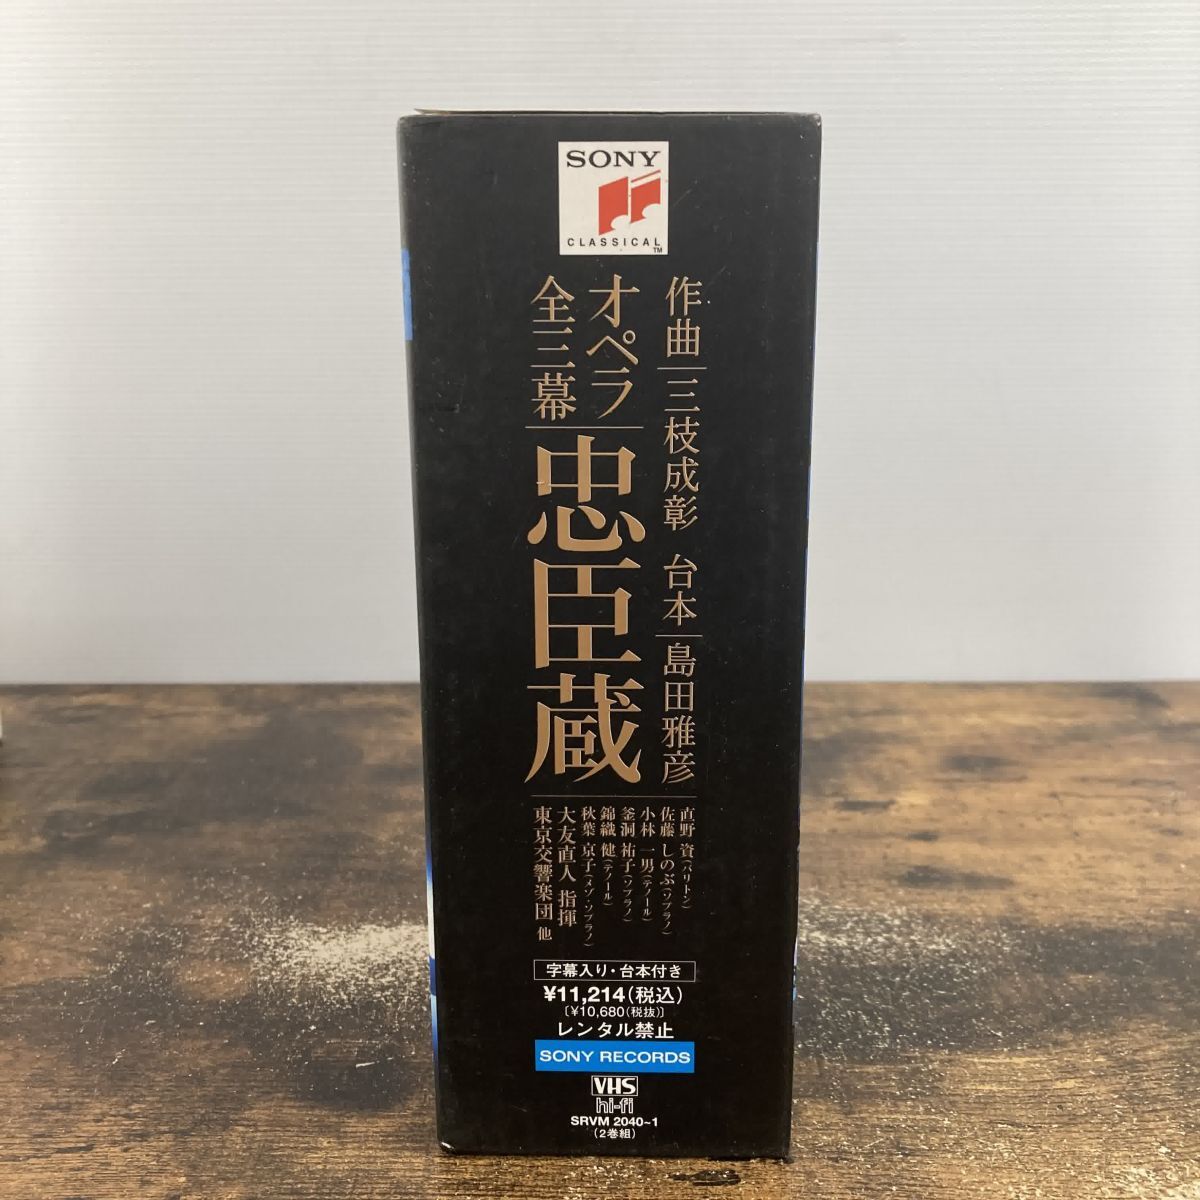 SONY
CLASSICAL
TM
作曲 三枝成彰 台本 島田雅彦
オペラ
全三幕
忠臣蔵
直野 資(バリトン)
佐藤 しのぶ(ソプラノ)
小林 一男(テノール)
釜洞 祐子(ソプラノ)
錦織 健(テノール)
秋葉 京子(メゾ・ソプラノ)
大友直人 指揮
東京交響楽団 他
字幕入り・台本付き
¥11,214(税込)
〔¥10,680(税抜)〕
レンタル禁止
SONY RECORDS
VHS
hi-fi
SRVM 2040~1
(2巻組)